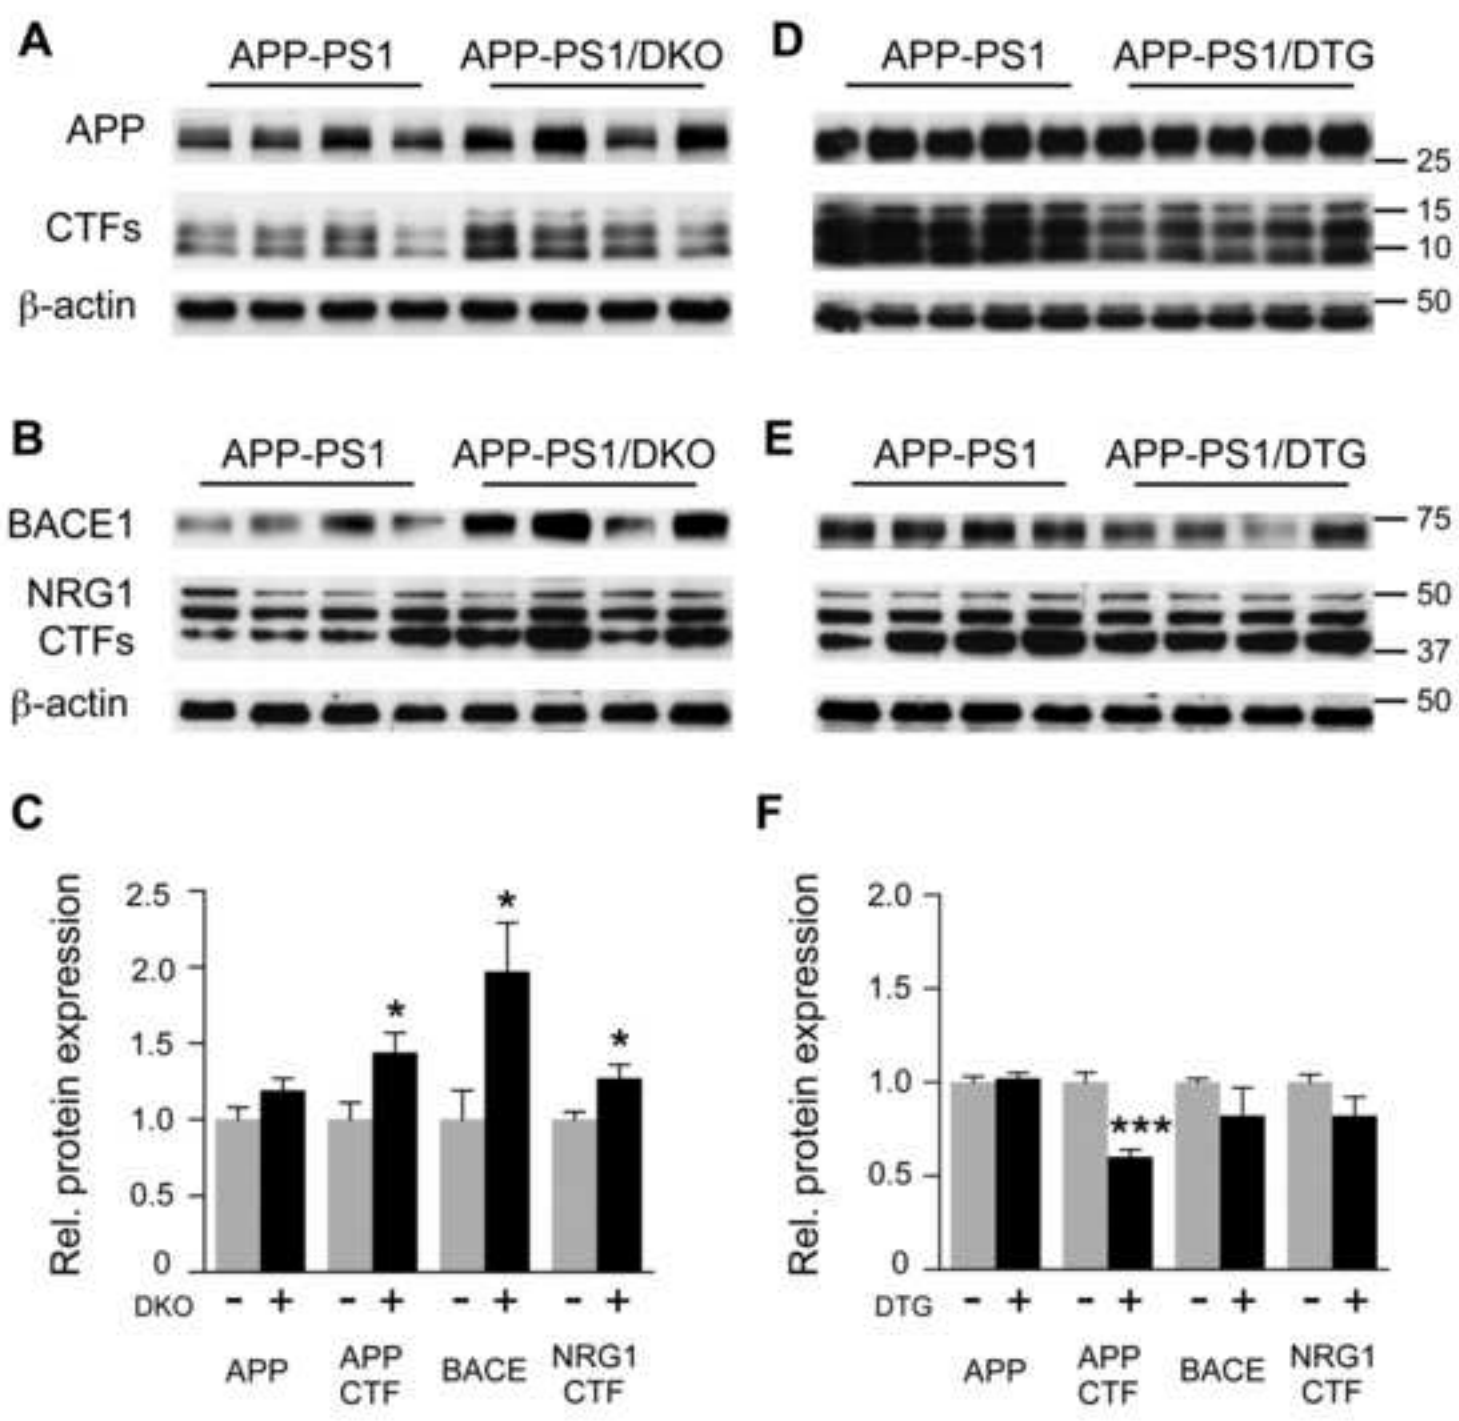 A
APP-PS1 APP-PS1/DKO
APP
CTFs
β-actin
D
APP-PS1 APP-PS1/DTG
25
15
10
50
B
APP-PS1 APP-PS1/DKO
BACE1
NRG1
CTFs
β-actin
E
APP-PS1 APP-PS1/DTG
75
50
37
50
C
Rel. protein expression
2.5
2.0
1.5
1.0
0.5
0
*
*
*
DKO - + - + - + - +
APP
APP
CTF
BACE
NRG1
CTF
F
Rel. protein expression
2.0
1.5
1.0
0.5
0
***
DTG - + - + - + - +
APP
APP
CTF
BACE
NRG1
CTF